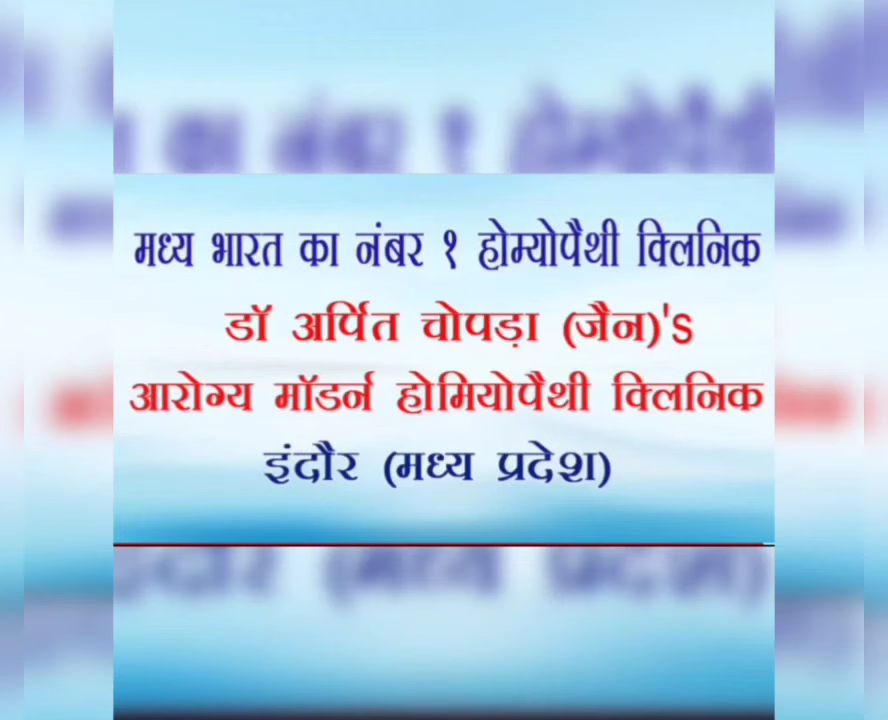 मध्य भारत का नंबर १ होम्योपैथी क्लिनिक
डॉ अर्पित चोपड़ा (जैन)'s
आरोग्य मॉडर्न होमियोपैथी क्लिनिक
इंदौर (मध्य प्रदेश)